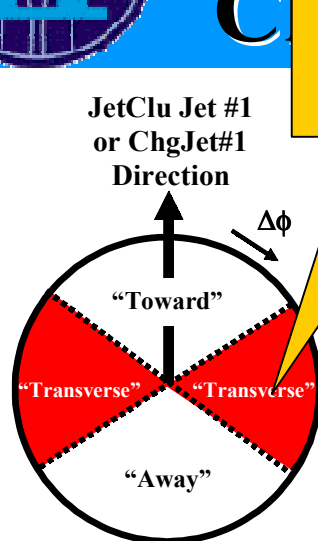 JetClu Jet #1
or ChgJet#1
Direction
Δϕ
“Toward”
“Transverse” “Transverse”
“Away”